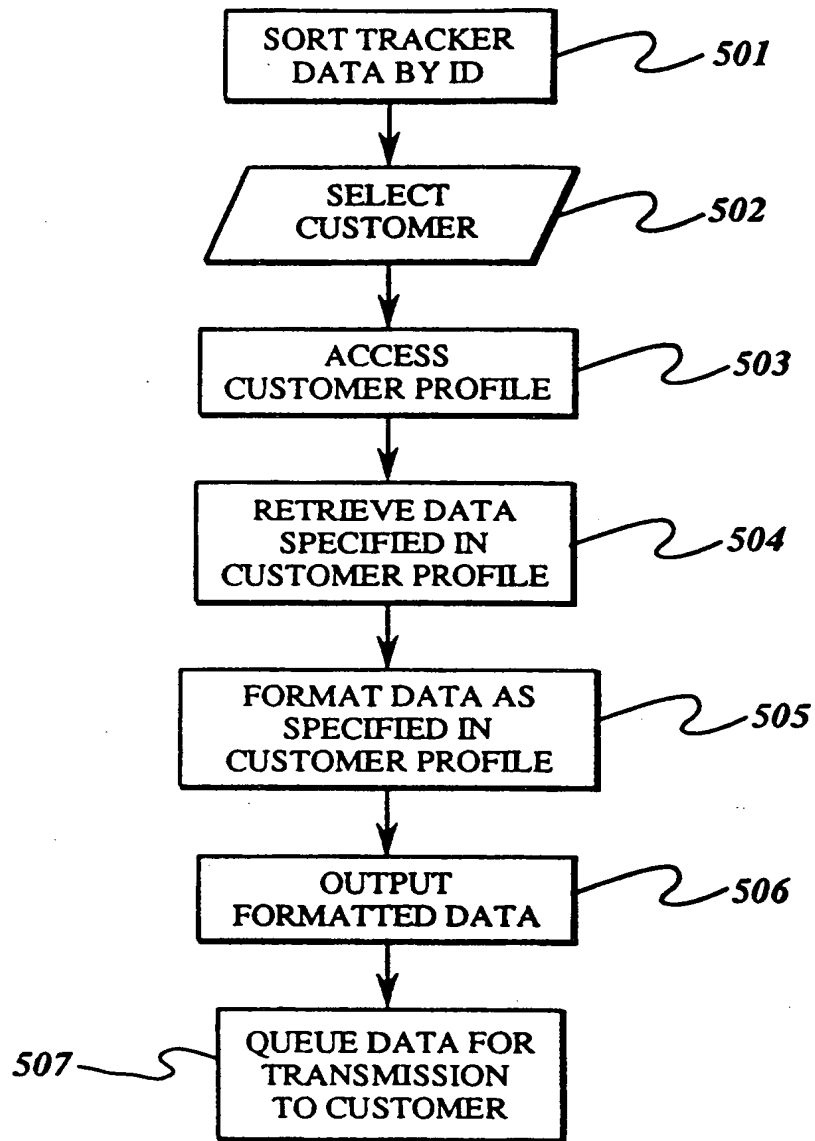 SORT TRACKER
DATA BY ID
501
SELECT
CUSTOMER
502
ACCESS
CUSTOMER PROFILE
503
RETRIEVE DATA
SPECIFIED IN
CUSTOMER PROFILE
504
FORMAT DATA AS
SPECIFIED IN
CUSTOMER PROFILE
505
OUTPUT
FORMATTED DATA
506
507
QUEUE DATA FOR
TRANSMISSION
TO CUSTOMER